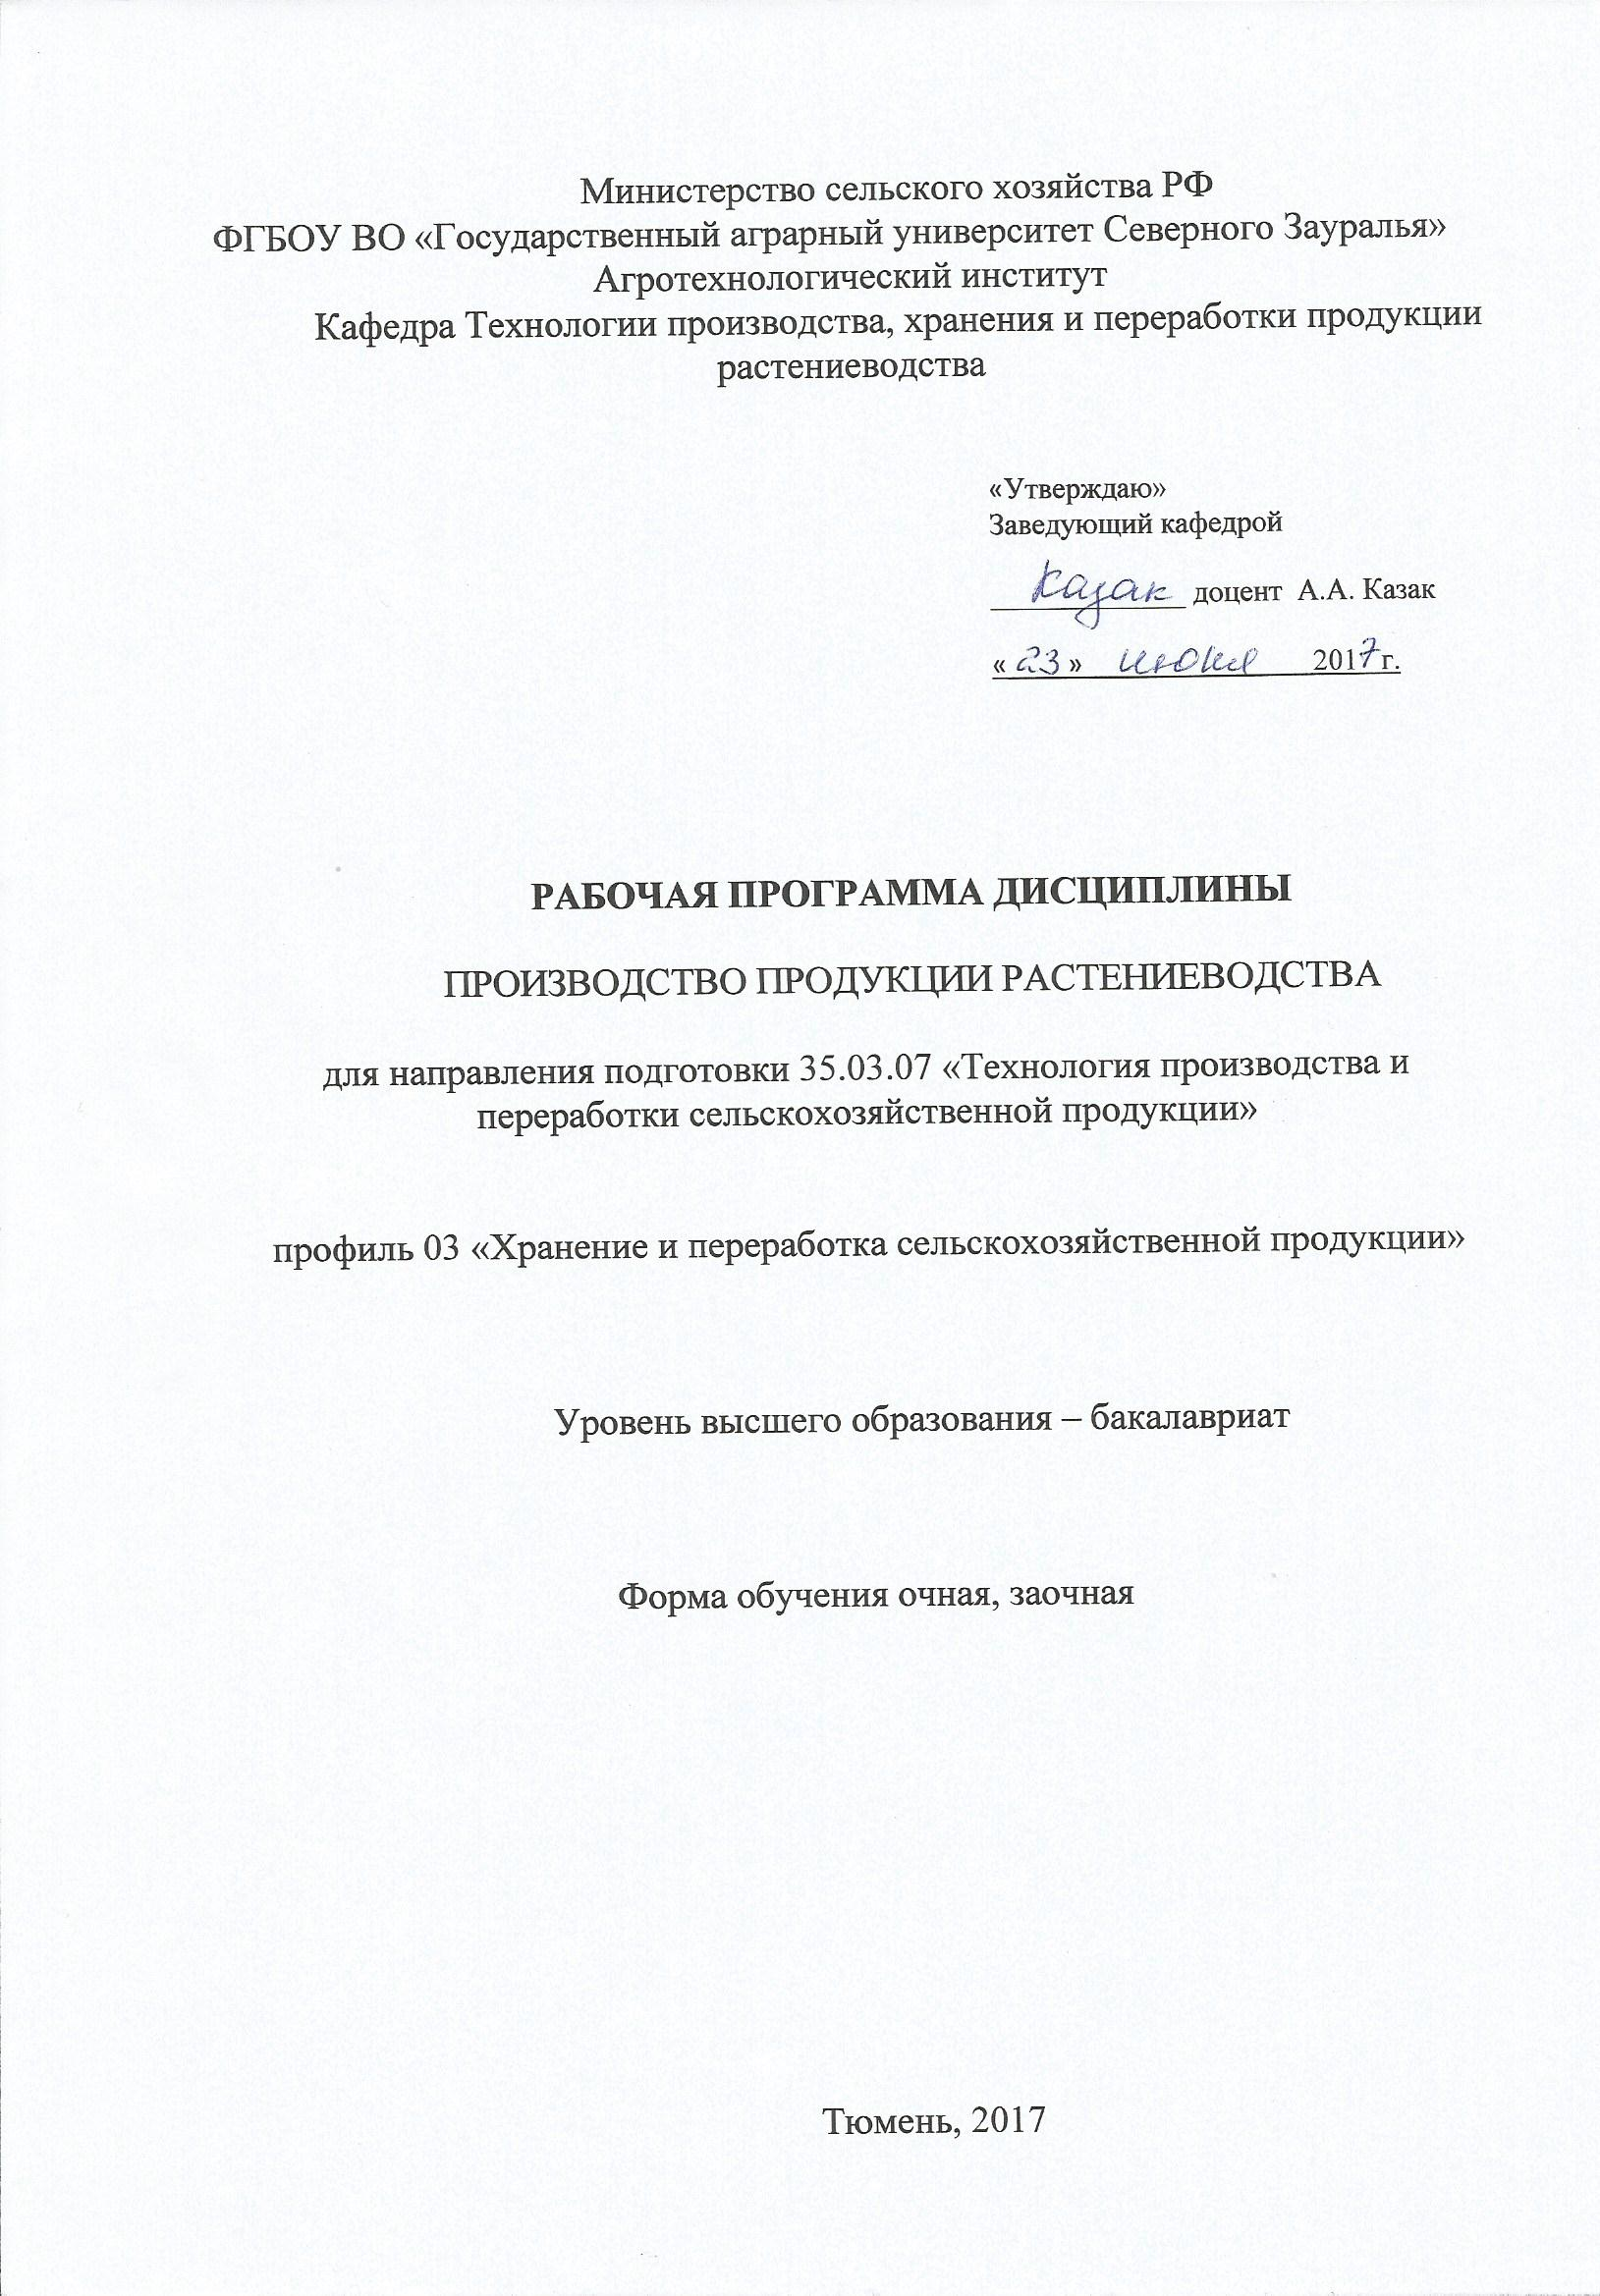 Министерство сельского хозяйства РФ
ФГБОУ ВО «Государственный аграрный университет Северного Зауралья»
Агротехнологический институт
Кафедра Технологии производства, хранения и переработки продукции
растениеводства
«Утверждаю»
Заведующий кафедрой
Казак доцент А.А. Казак
« 23 » июня 2017г.
РАБОЧАЯ ПРОГРАММА ДИСЦИПЛИНЫ
ПРОИЗВОДСТВО ПРОДУКЦИИ РАСТЕНИЕВОДСТВА
для направления подготовки 35.03.07 «Технология производства и
переработки сельскохозяйственной продукции»
профиль 03 «Хранение и переработка сельскохозяйственной продукции»
Уровень высшего образования – бакалавриат
Форма обучения очная, заочная
Тюмень, 2017